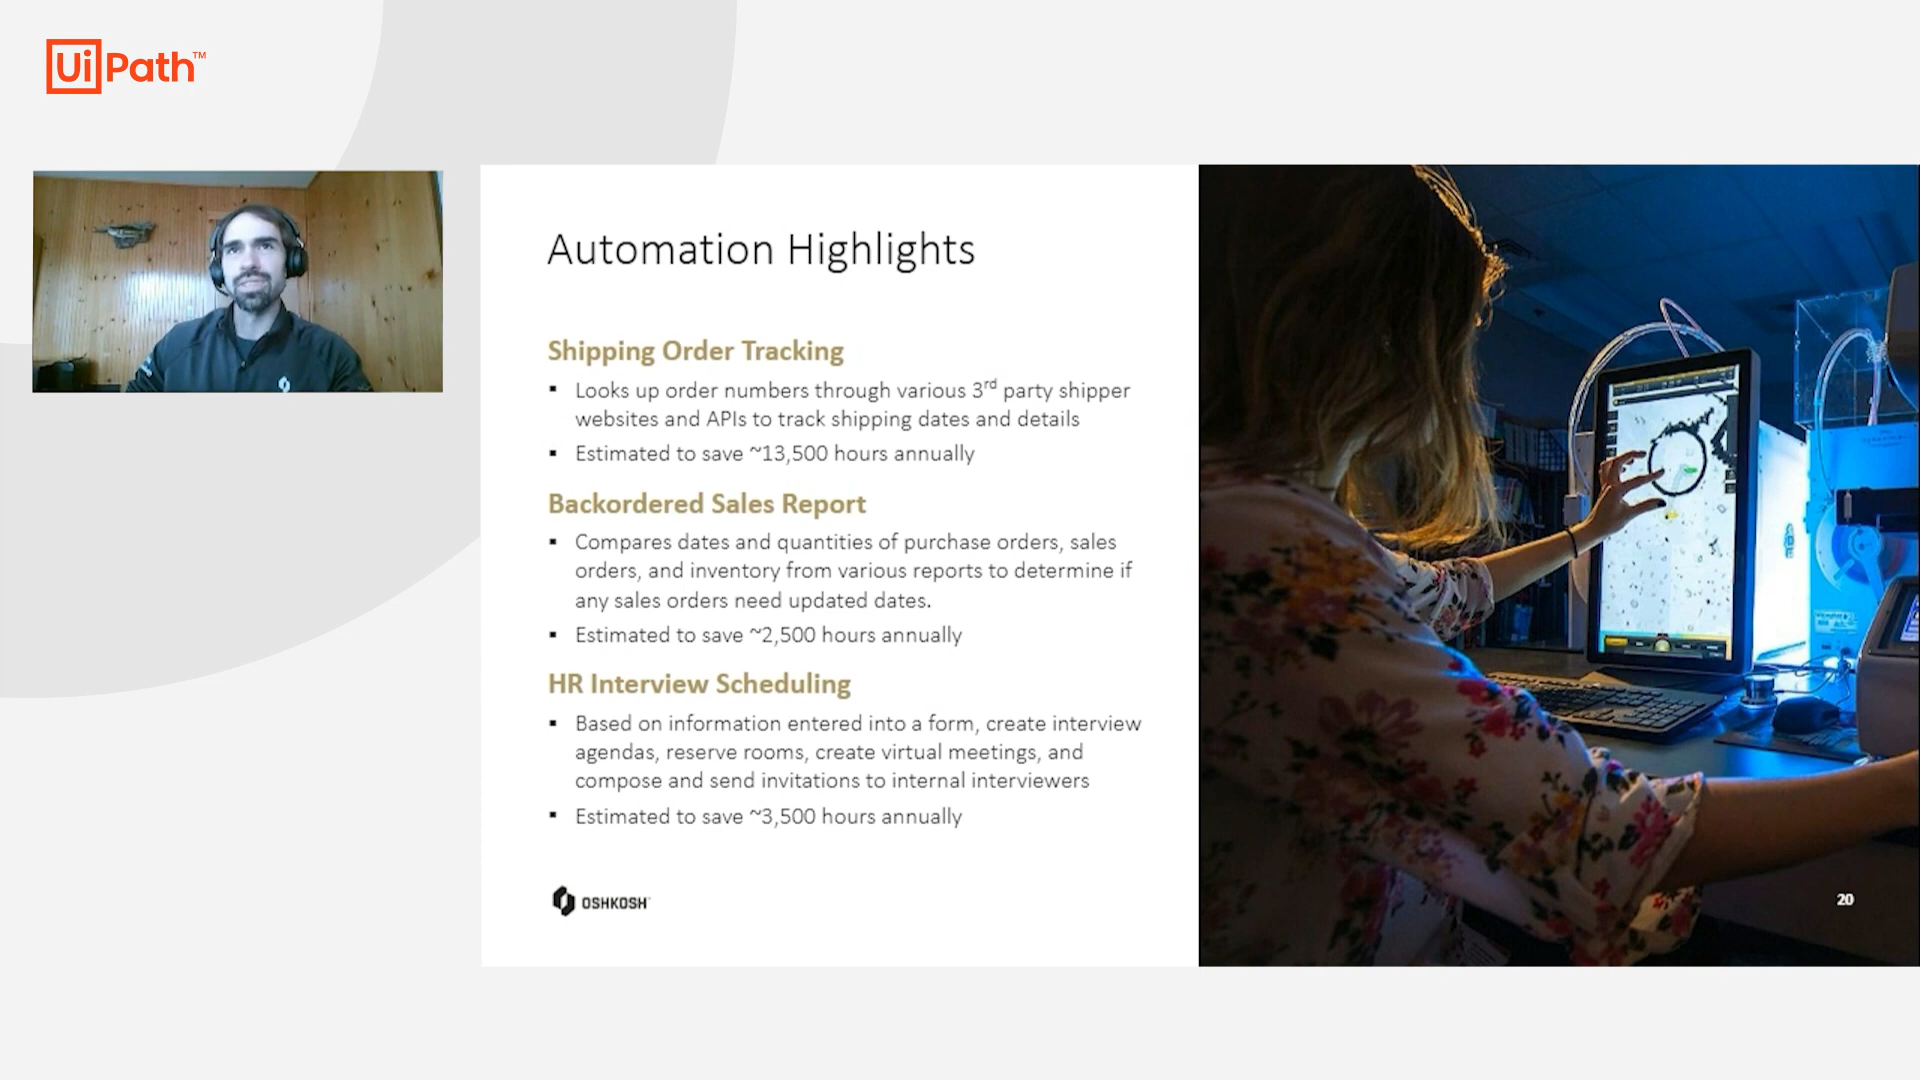 UiPath™
Automation Highlights
Shipping Order Tracking
▪ Looks up order numbers through various 3rd party shipper
websites and APIs to track shipping dates and details
▪ Estimated to save ~13,500 hours annually
Backordered Sales Report
▪ Compares dates and quantities of purchase orders, sales
orders, and inventory from various reports to determine if
any sales orders need updated dates.
▪ Estimated to save ~2,500 hours annually
HR Interview Scheduling
▪ Based on information entered into a form, create interview
agendas, reserve rooms, create virtual meetings, and
compose and send invitations to internal interviewers
▪ Estimated to save ~3,500 hours annually
OSHKOSH
20